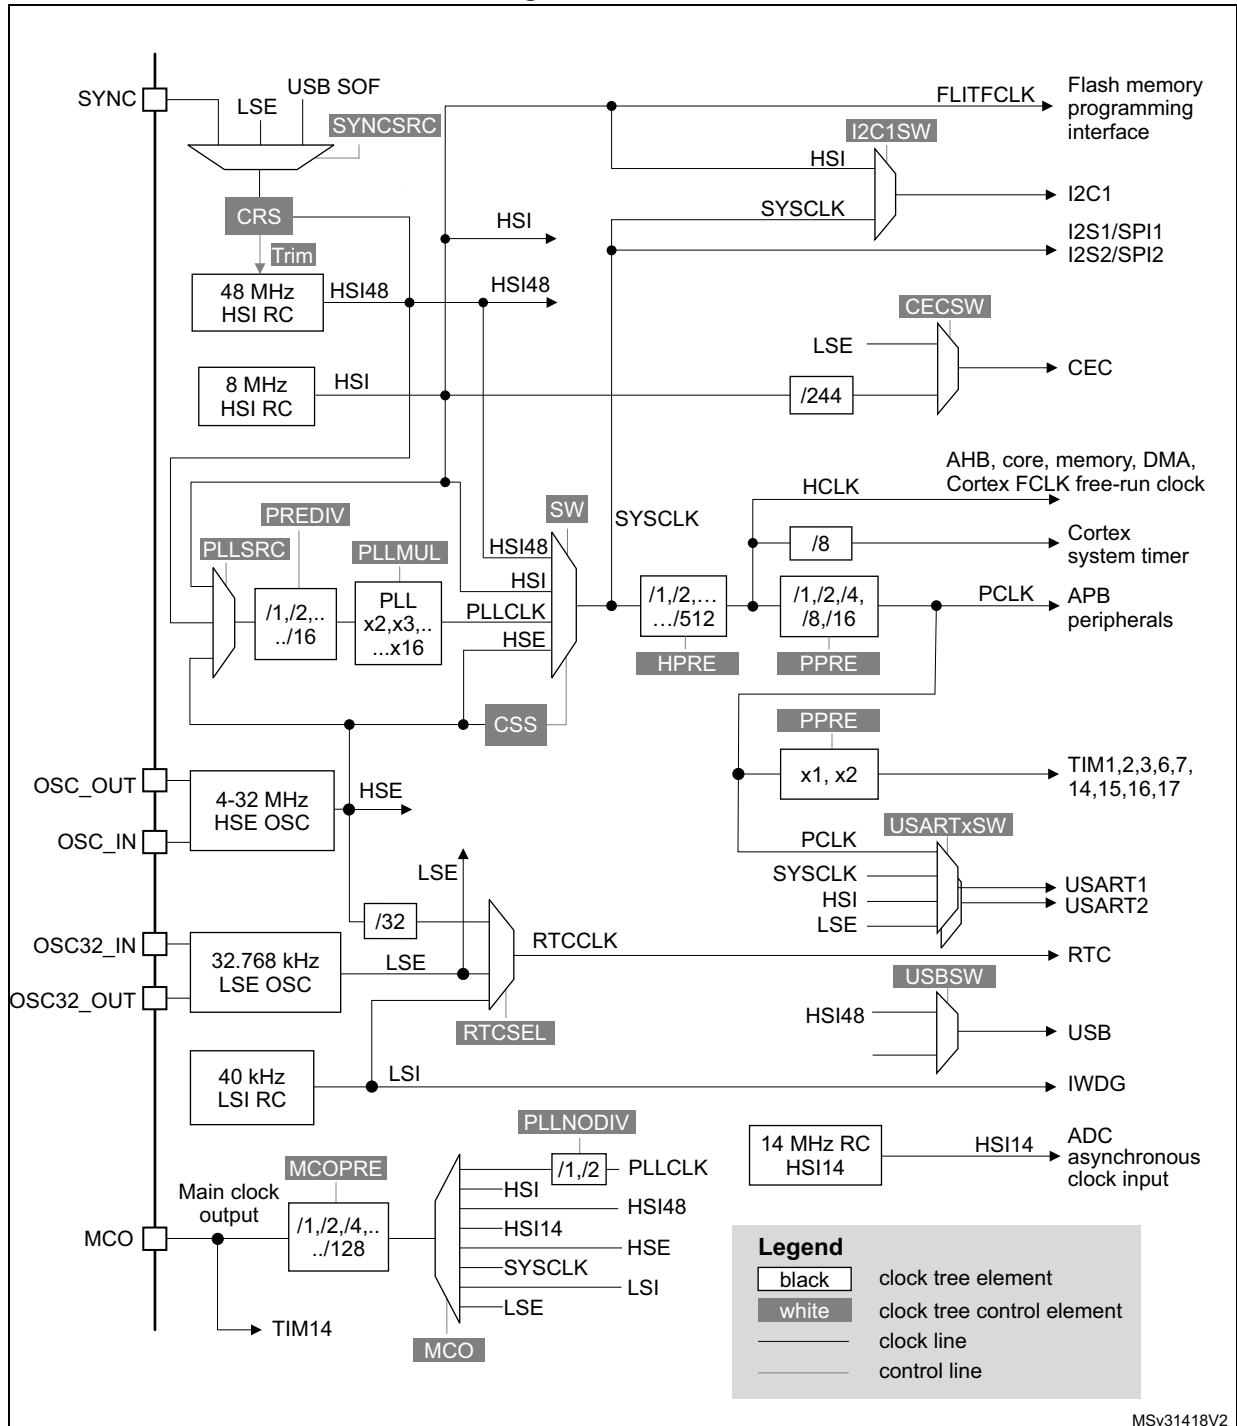 SYNC
LSE
USB SOF
SYNCSRC
CRS
Trim
48 MHz
HSI RC
HSI48
HSI
HSI48
FLITFCLK
Flash memory
programming
interface
I2C1SW
HSI
SYSCLK
I2C1
I2S1/SPI1
I2S2/SPI2
CECSW
LSE
CEC
8 MHz
HSI RC
HSI
/244
AHB, core, memory, DMA,
Cortex FCLK free-run clock
HCLK
/8
Cortex
system timer
PREDIV
PLLSRC
PLLMUL
SW
SYSCLK
HSI48
HSI
PLLCLK
HSE
/1,/2,..
../16
PLL
x2,x3,..
...x16
/1,/2,…
…/512
HPRE
/1,/2,/4,
/8,/16
PPRE
PCLK
APB
peripherals
CSS
PPRE
x1, x2
TIM1,2,3,6,7,
14,15,16,17
OSC_OUT
OSC_IN
4-32 MHz
HSE OSC
HSE
USARTxSW
PCLK
SYSCLK
HSI
LSE
USART1
USART2
LSE
/32
OSC32_IN
OSC32_OUT
32.768 kHz
LSE OSC
LSE
RTCCLK
RTC
RTCSEL
USBSW
HSI48
USB
40 kHz
LSI RC
LSI
IWDG
PLLNODIV
/1,/2
PLLCLK
14 MHz RC
HSI14
HSI14
ADC
asynchronous
clock input
MCOPRE
Main clock
output
MCO
/1,/2,/4,..
../128
HSI
HSI48
HSI14
HSE
SYSCLK
LSI
LSE
MCO
TIM14
Legend
black
clock tree element
white
clock tree control element
clock line
control line
MSv31418V2